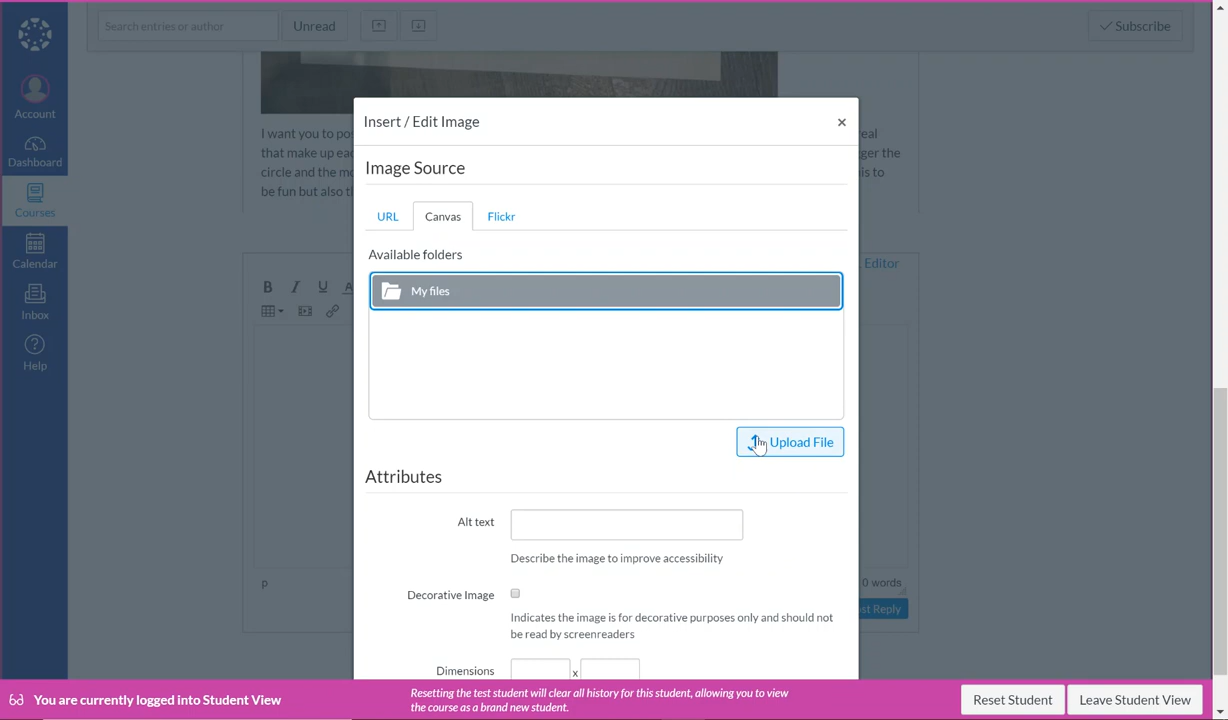 Search entries or author
Unread
Subscribe
Account
Dashboard
Courses
Calendar
Inbox
Help
I want you to po
eal
that make up ea
ger the
circle and the m
is to
be fun but also t
Editor
B I U A
p
0 words
st Reply
Insert / Edit Image
×
Image Source
URL
Canvas
Flickr
Available folders
My files
Upload File
Attributes
Alt text
Describe the image to improve accessibility
Decorative Image
Indicates the image is for decorative purposes only and should not
be read by screenreaders
Dimensions
x
You are currently logged into Student View
Resetting the test student will clear all history for this student, allowing you to view
the course as a brand new student.
Reset Student
Leave Student View